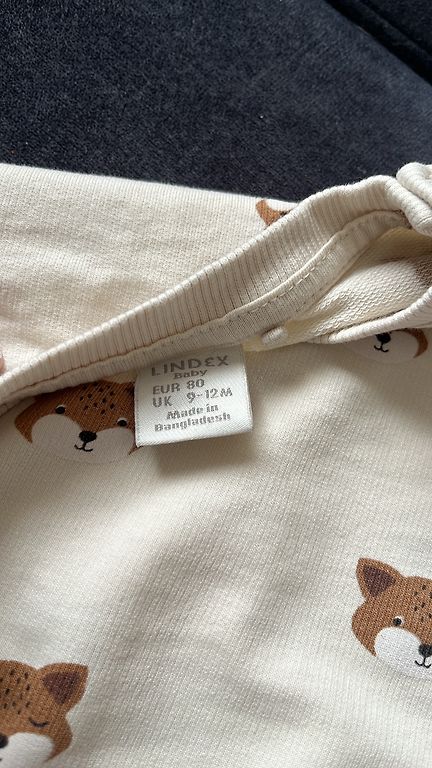 LINDEX
Baby
EUR 80
UK 9-12M
Made in
Bangladesh